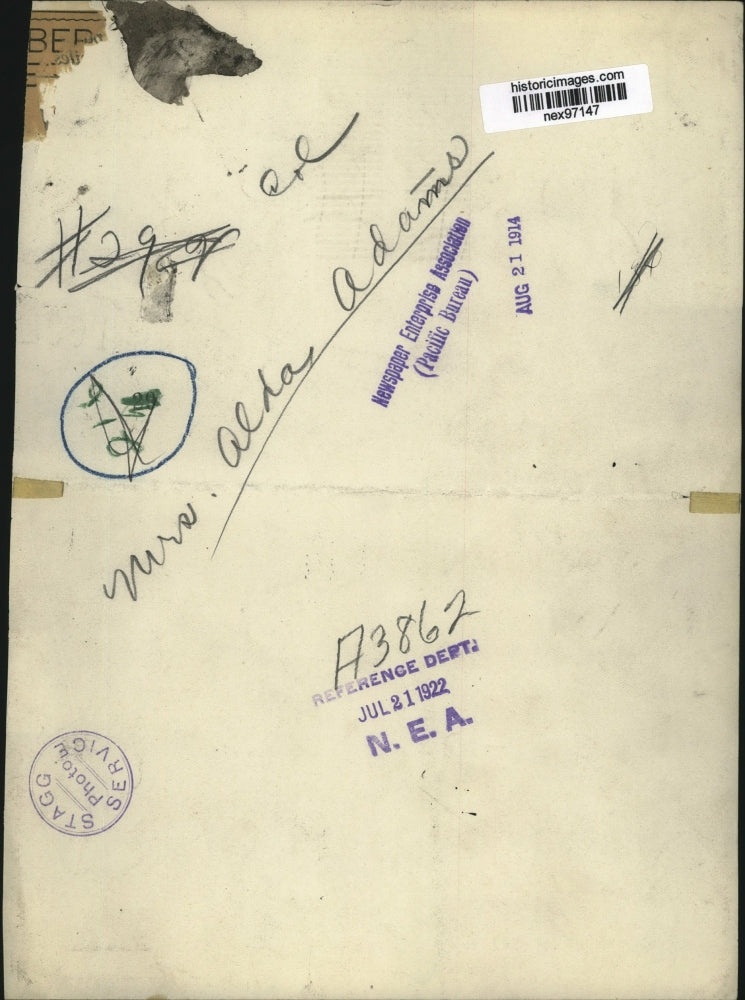 BER
historicimages.com
nex97147
Col
Mrs. Alda Adams
Newspaper Enterprise Association
(Pacific Bureau)
AUG 21 1914
A3862
REFERENCE DEPT.
JUL 21 1922
N. E. A.
STAGG
Photo
SERVICE